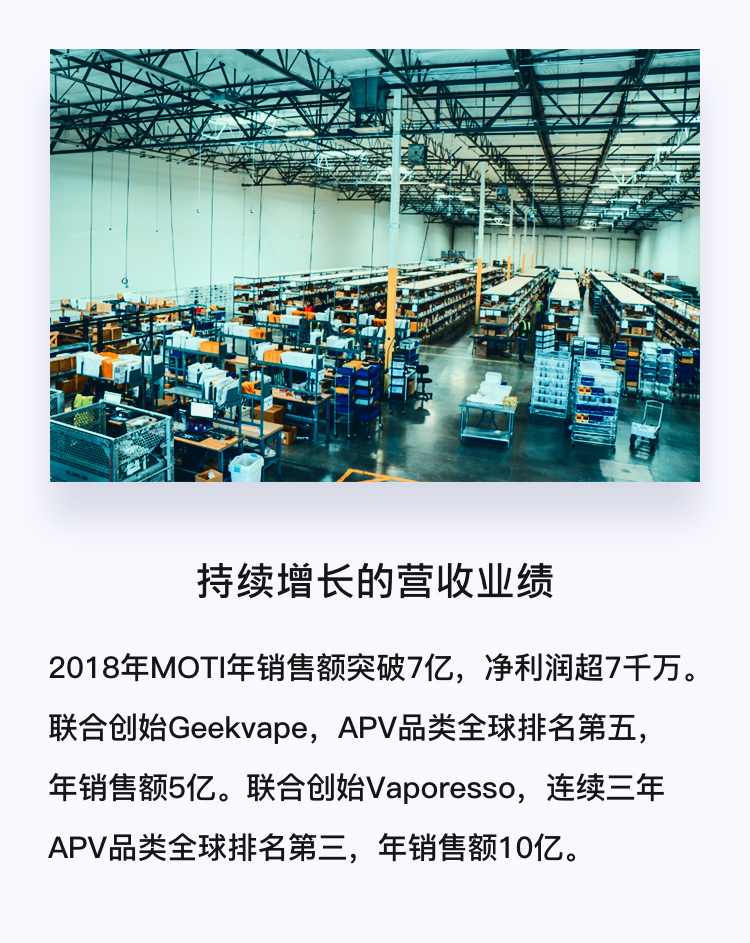 持续增长的营收业绩
2018年MOTI年销售额突破7亿，净利润超7千万。
联合创始Geekvape，APV品类全球排名第五，
年销售额5亿。联合创始Vaporesso，连续三年
APV品类全球排名第三，年销售额10亿。